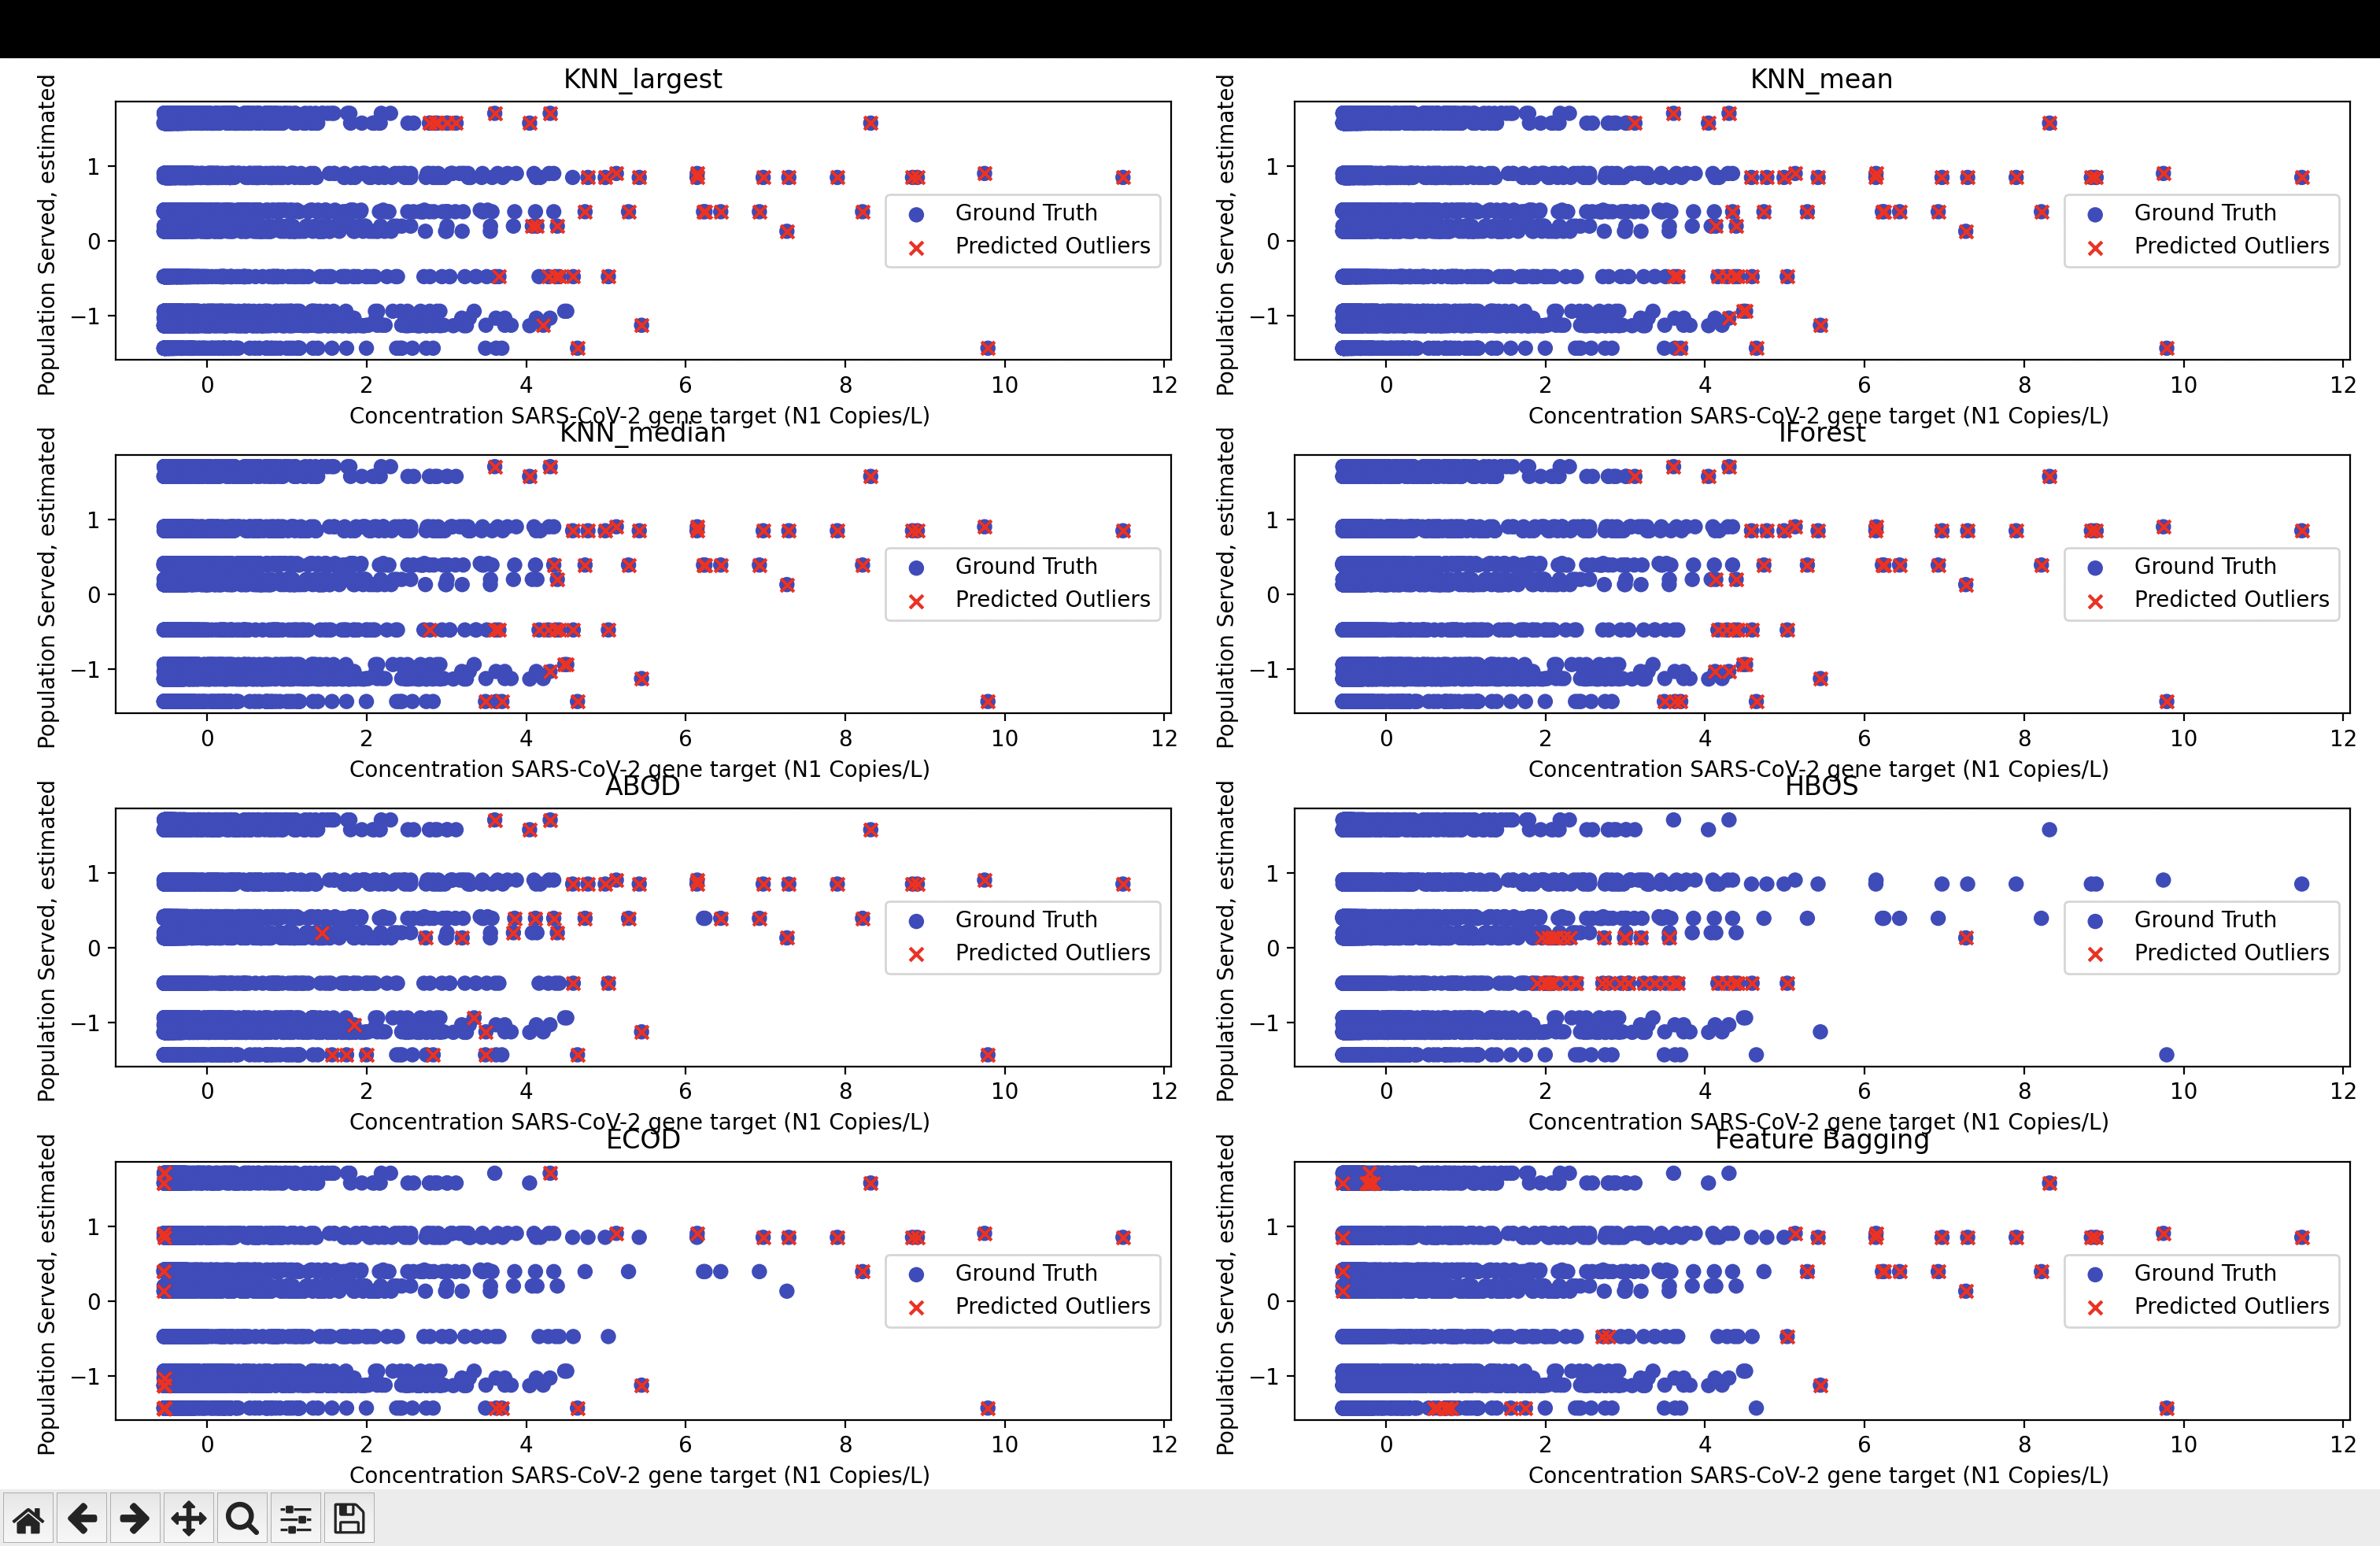 KNN_largest
Population Served, estimated
1
0
−1
Ground Truth
Predicted Outliers
0 2 4 6 8 10 12
Concentration SARS-CoV-2 gene target (N1 Copies/L)
KNN_mean
Population Served, estimated
1
0
−1
Ground Truth
Predicted Outliers
0 2 4 6 8 10 12
Concentration SARS-CoV-2 gene target (N1 Copies/L)
KNN_median
Population Served, estimated
1
0
−1
Ground Truth
Predicted Outliers
0 2 4 6 8 10 12
Concentration SARS-CoV-2 gene target (N1 Copies/L)
IForest
Population Served, estimated
1
0
−1
Ground Truth
Predicted Outliers
0 2 4 6 8 10 12
Concentration SARS-CoV-2 gene target (N1 Copies/L)
ABOD
Population Served, estimated
1
0
−1
Ground Truth
Predicted Outliers
0 2 4 6 8 10 12
Concentration SARS-CoV-2 gene target (N1 Copies/L)
HBOS
Population Served, estimated
1
0
−1
Ground Truth
Predicted Outliers
0 2 4 6 8 10 12
Concentration SARS-CoV-2 gene target (N1 Copies/L)
ECOD
Population Served, estimated
1
0
−1
Ground Truth
Predicted Outliers
0 2 4 6 8 10 12
Concentration SARS-CoV-2 gene target (N1 Copies/L)
Feature Bagging
Population Served, estimated
1
0
−1
Ground Truth
Predicted Outliers
0 2 4 6 8 10 12
Concentration SARS-CoV-2 gene target (N1 Copies/L)